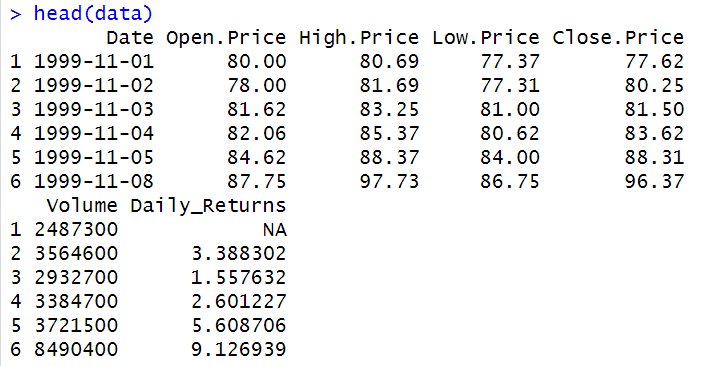 > head(data)
        Date Open.Price High.Price Low.Price Close.Price
1 1999-11-01      80.00      80.69     77.37       77.62
2 1999-11-02      78.00      81.69     77.31       80.25
3 1999-11-03      81.62      83.25     81.00       81.50
4 1999-11-04      82.06      85.37     80.62       83.62
5 1999-11-05      84.62      88.37     84.00       88.31
6 1999-11-08      87.75      97.73     86.75       96.37
   Volume Daily_Returns
1 2487300            NA
2 3564600      3.388302
3 2932700      1.557632
4 3384700      2.601227
5 3721500      5.608706
6 8490400      9.126939